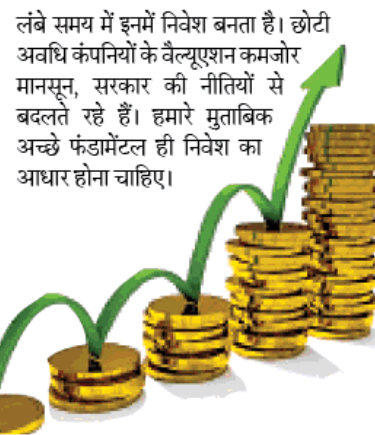 लंबे समय में इनमें निवेश बनता है। छोटी
अवधि कंपनियों के वैल्यूएशन कमजोर
मानसून, सरकार की नीतियों से
बदलते रहे हैं। हमारे मुताबिक
अच्छे फंडामेंटल ही निवेश का
आधार होना चाहिए।